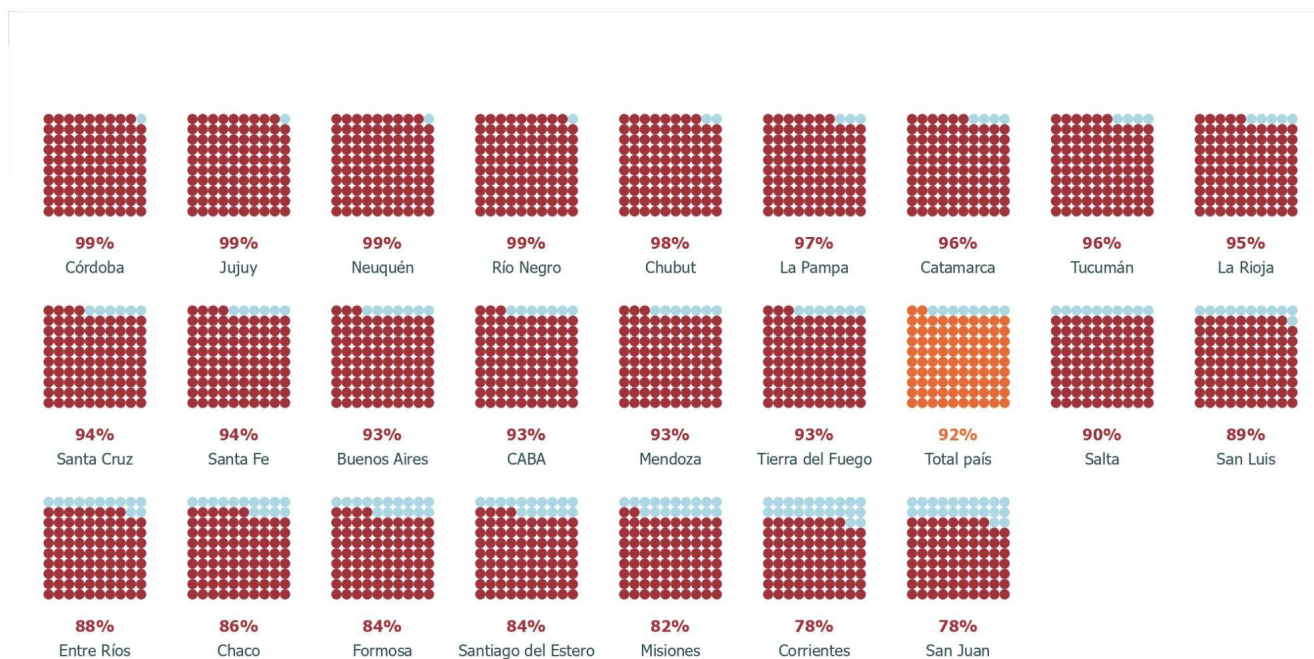 99% 99% 99% 99% 98% 97% 96% 96% 95%
Córdoba Jujuy Neuquén Río Negro Chubut La Pampa Catamarca Tucumán La Rioja
94% 94% 93% 93% 93% 93% 92% 90% 89%
Santa Cruz Santa Fe Buenos Aires CABA Mendoza Tierra del Fuego Total país Salta San Luis
88% 86% 84% 84% 82% 78% 78%
Entre Ríos Chaco Formosa Santiago del Estero Misiones Corrientes San Juan